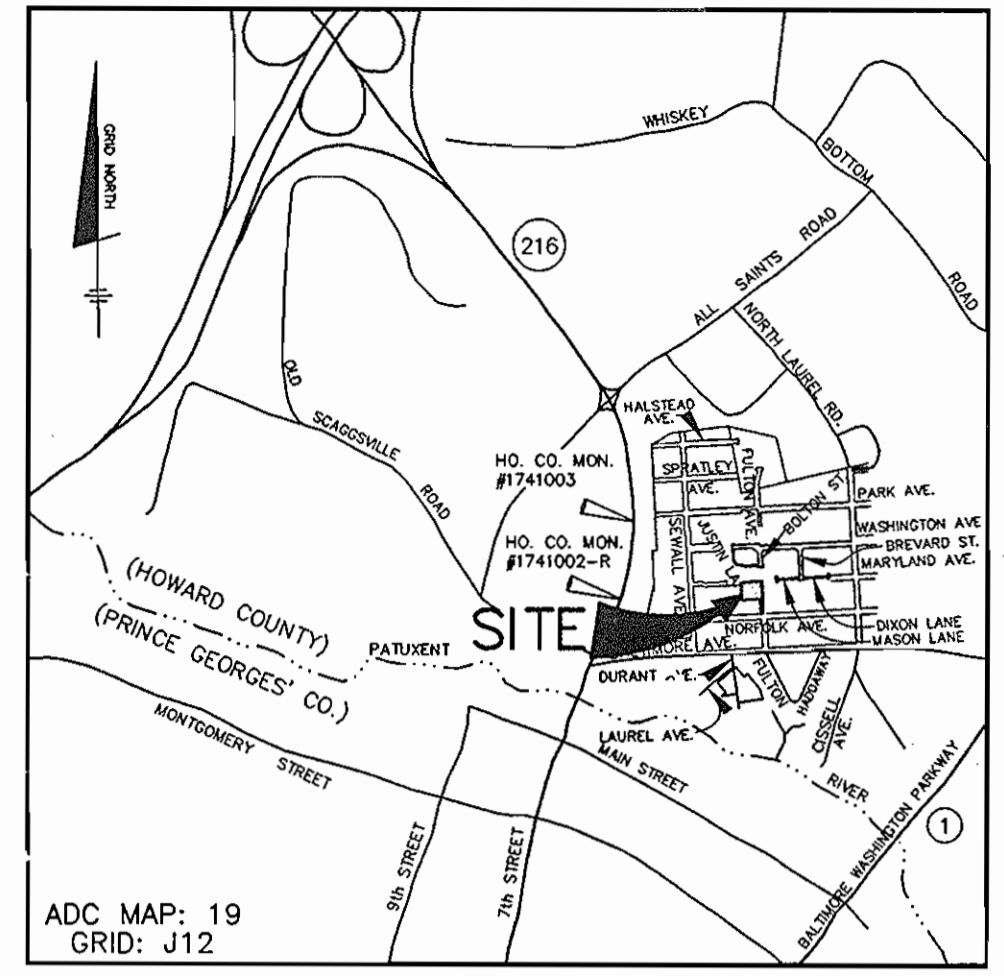 GRID NORTH
WHISKEY
BOTTOM
ROAD
216
ALL SAINTS ROAD
NORTH LAUREL RD.
OLD
SCAGGSVILLE
ROAD
HALSTEAD
AVE.
HO. CO. MON.
#1741003
SPRATLEY
AVE.
FULTON AVE.
BOLTON ST.
PARK AVE.
WASHINGTON AVE
BREVARD ST.
MARYLAND AVE.
SEWALL AVE
JUSTIN
HO. CO. MON.
#1741002-R
SITE
NORFOLK AVE.
DIXON LANE
MASON LANE
AVE.
(HOWARD COUNTY)
(PRINCE GEORGES' CO.)
PATUXENT
DURANT
FULTON
HADDAWAY
CISSELL
AVE.
LAUREL AVE.
MONTGOMERY
STREET
MAIN STREET
RIVER
BALTIMORE WASHINGTON PARKWAY
1
9th STREET
7th STREET
ADC MAP: 19
GRID: J12